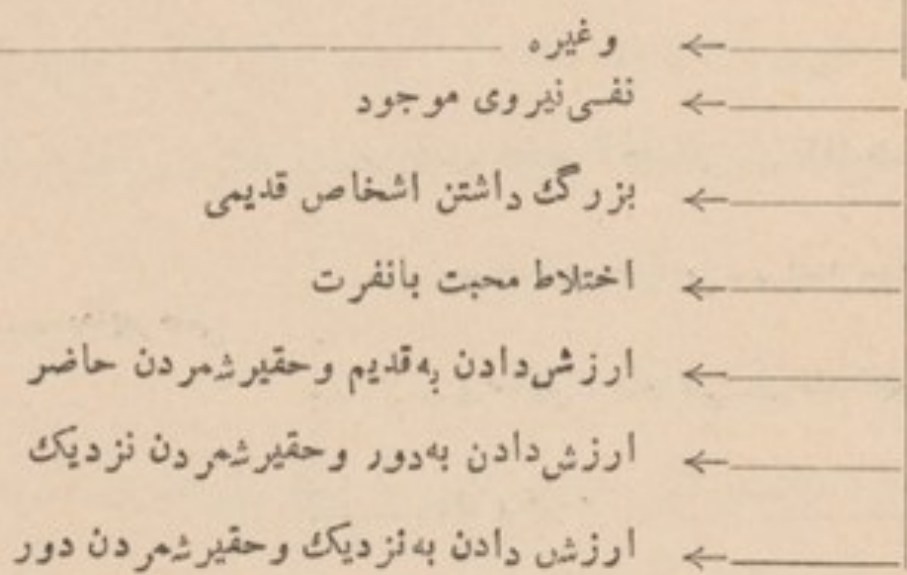 وغیره
نفی نیروی موجود
بزرگ داشتن اشخاص قدیمی
اختلاط محبت بانفرت
ارزش دادن به قدیم وحقیر شمردن حاضر
ارزش دادن به دور وحقیر شمردن نزدیک
ارزش دادن به نزدیک وحقیر شمردن دور